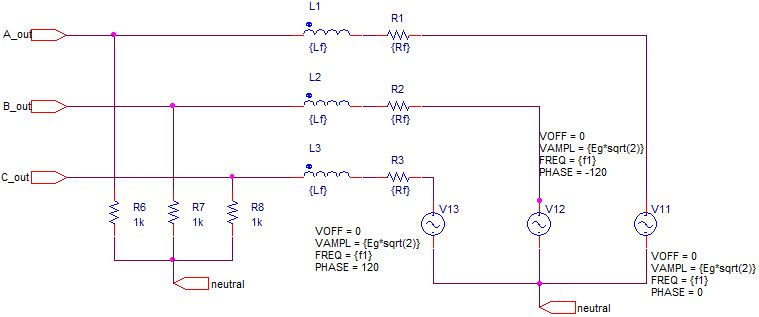 L1
R1
A_out
{Lf}
{Rf}
L2
R2
B_out
{Lf}
{Rf}
VOFF = 0
VAMPL = {Eg*sqrt(2)}
FREQ = {f1}
PHASE = -120
L3
R3
C_out
{Lf}
{Rf}
R6
1k
R7
1k
R8
1k
V13
V12
V11
VOFF = 0
VAMPL = {Eg*sqrt(2)}
FREQ = {f1}
PHASE = 120
VOFF = 0
VAMPL = {Eg*sqrt(2)}
FREQ = {f1}
PHASE = 0
neutral
neutral